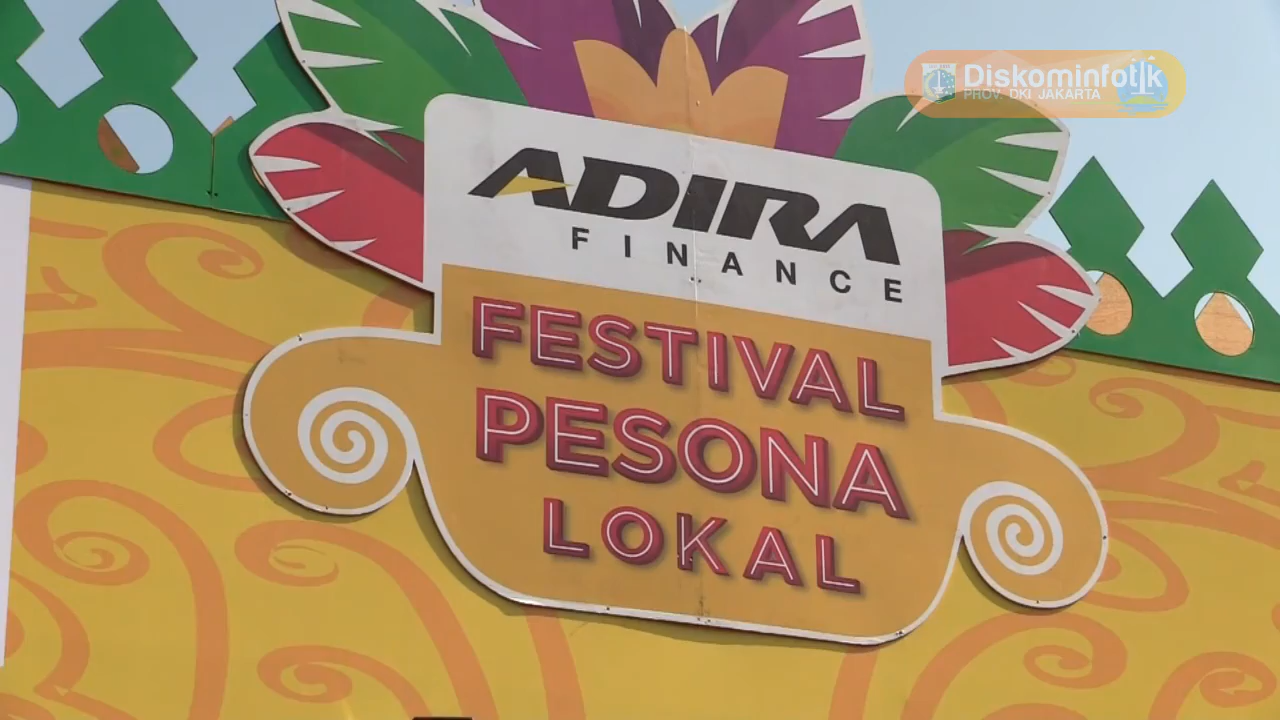 Diskominfotik
PROV. DKI JAKARTA
ADIRA
FINANCE
FESTIVAL
PESONA
LOKAL